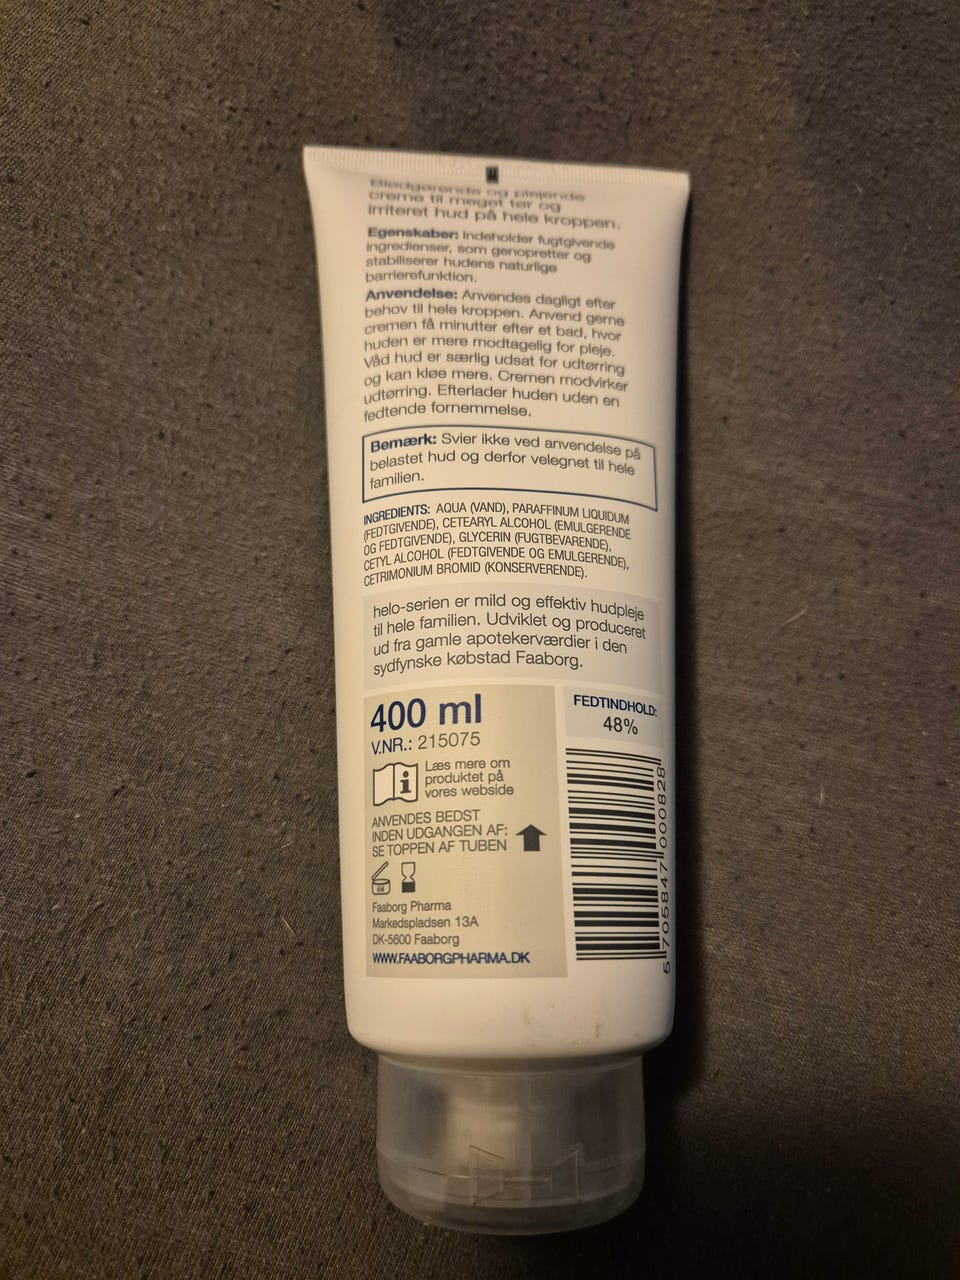 Blødgørende og plejende
creme til meget tør og
irriteret hud på hele kroppen.
Egenskaber: Indeholder fugtgivende
ingredienser, som genopretter og
stabiliserer hudens naturlige
barrierefunktion.
Anvendelse: Anvendes dagligt efter
behov til hele kroppen. Anvend gerne
cremen få minutter efter et bad, hvor
huden er mere modtagelig for pleje.
Våd hud er særlig udsat for udtørring
og kan kløe mere. Cremen modvirker
udtørring. Efterlader huden uden en
fedtende fornemmelse.
Bemærk: Svier ikke ved anvendelse på
belastet hud og derfor velegnet til hele
familien.
INGREDIENTS: AQUA (VAND), PARAFFINUM LIQUIDUM
(FEDTGIVENDE), CETEARYL ALCOHOL (EMULGERENDE
OG FEDTGIVENDE), GLYCERIN (FUGTBEVARENDE),
CETYL ALCOHOL (FEDTGIVENDE OG EMULGERENDE),
CETRIMONIUM BROMID (KONSERVERENDE).
helo-serien er mild og effektiv hudpleje
til hele familien. Udviklet og produceret
ud fra gamle apotekerværdier i den
sydfynske købstad Faaborg.
400 ml
V.NR.: 215075
Læs mere om
produktet på
vores webside
ANVENDES BEDST
INDEN UDGANGEN AF:
SE TOPPEN AF TUBEN
Faaborg Pharma
Markedspladsen 13A
DK-5600 Faaborg
WWW.FAABORGPHARMA.DK
FEDTINDHOLD:
48%
5 705847 000828